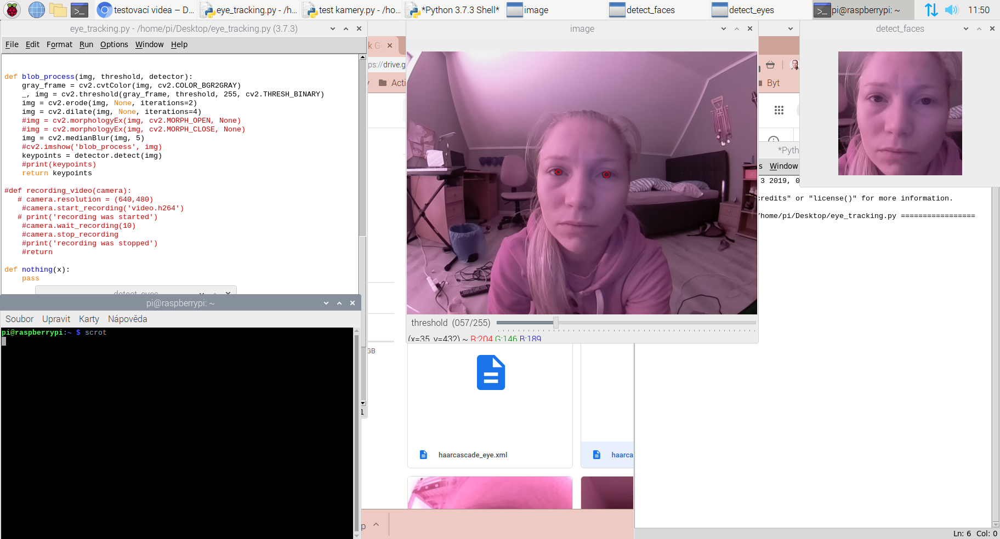 testovací videa – D...
eye_tracking.py - /h...
test kamery.py - /ho...
*Python 3.7.3 Shell*
image
detect_faces
detect_eyes
pi@raspberrypi: ~
11:50
eye_tracking.py - /home/pi/Desktop/eye_tracking.py (3.7.3)
File Edit Format Run Options Window Help
def blob_process(img, threshold, detector):
    gray_frame = cv2.cvtColor(img, cv2.COLOR_BGR2GRAY)
    _, img = cv2.threshold(gray_frame, threshold, 255, cv2.THRESH_BINARY)
    img = cv2.erode(img, None, iterations=2)
    img = cv2.dilate(img, None, iterations=4)
    #img = cv2.morphologyEx(img, cv2.MORPH_OPEN, None)
    #img = cv2.morphologyEx(img, cv2.MORPH_CLOSE, None)
    img = cv2.medianBlur(img, 5)
    #cv2.imshow('blob_process', img)
    keypoints = detector.detect(img)
    #print(keypoints)
    return keypoints
#def recording_video(camera):
   # camera.resolution = (640,480)
    #camera.start_recording('video.h264')
   # print('recording was started')
    #camera.wait_recording(10)
    #camera.stop_recording
    #print('recording was stopped')
    #return
def nothing(x):
    pass
detect_eyes
pi@raspberrypi: ~
Soubor Upravit Karty Nápověda
pi@raspberrypi:~ $ scrot
k G
ps://drive.g
Acti
GB
1
p
image
threshold (057/255)
(x=35, y=432) ~ R:204 G:146 B:189
haarcascade_eye.xml
haarca
Byt
detect_faces
*Pyth
s Window
3 2019, 0
credits" or "license()" for more information.
/home/pi/Desktop/eye_tracking.py =================
Ln: 6 Col: 0